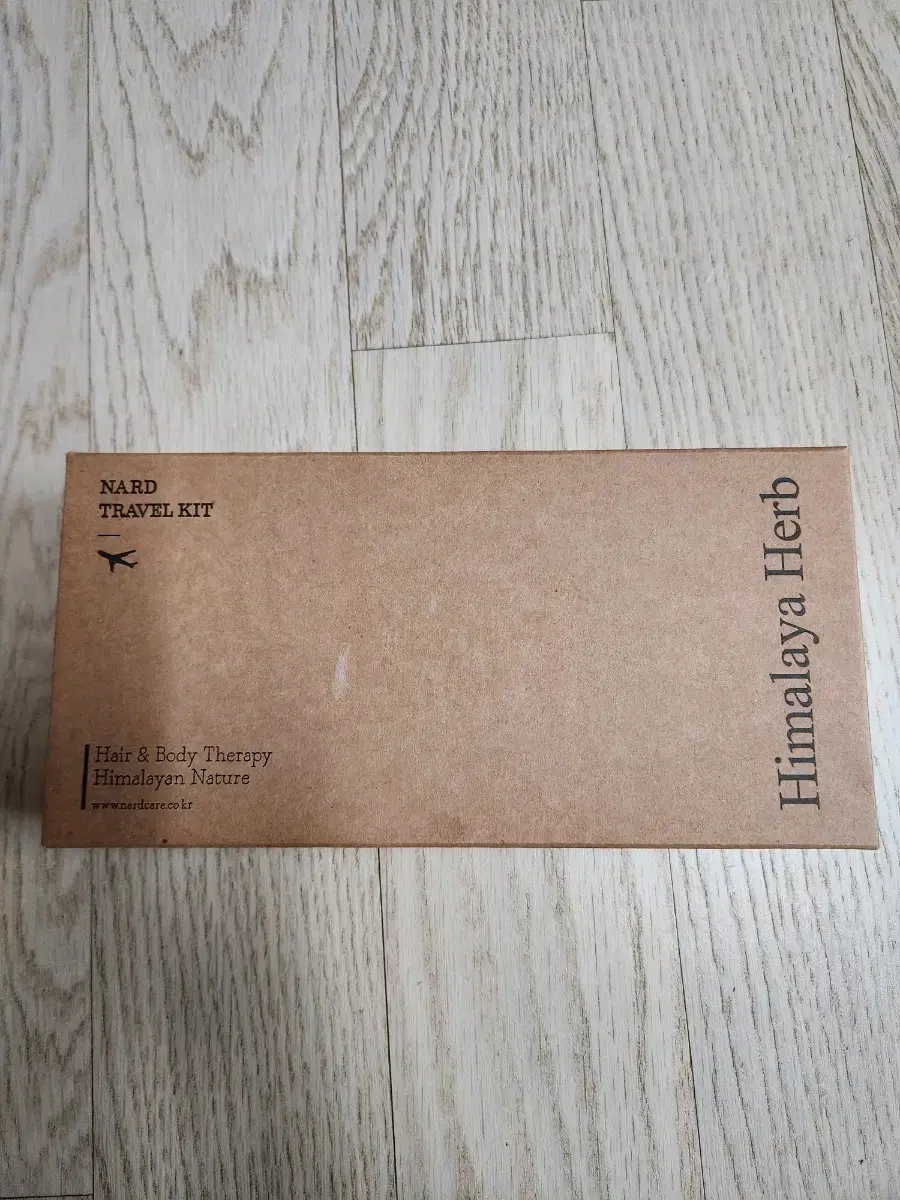 NARD
TRAVEL KIT
Hair & Body Therapy
Himalayan Nature
www.nardcare.co.kr
Himalaya Herb